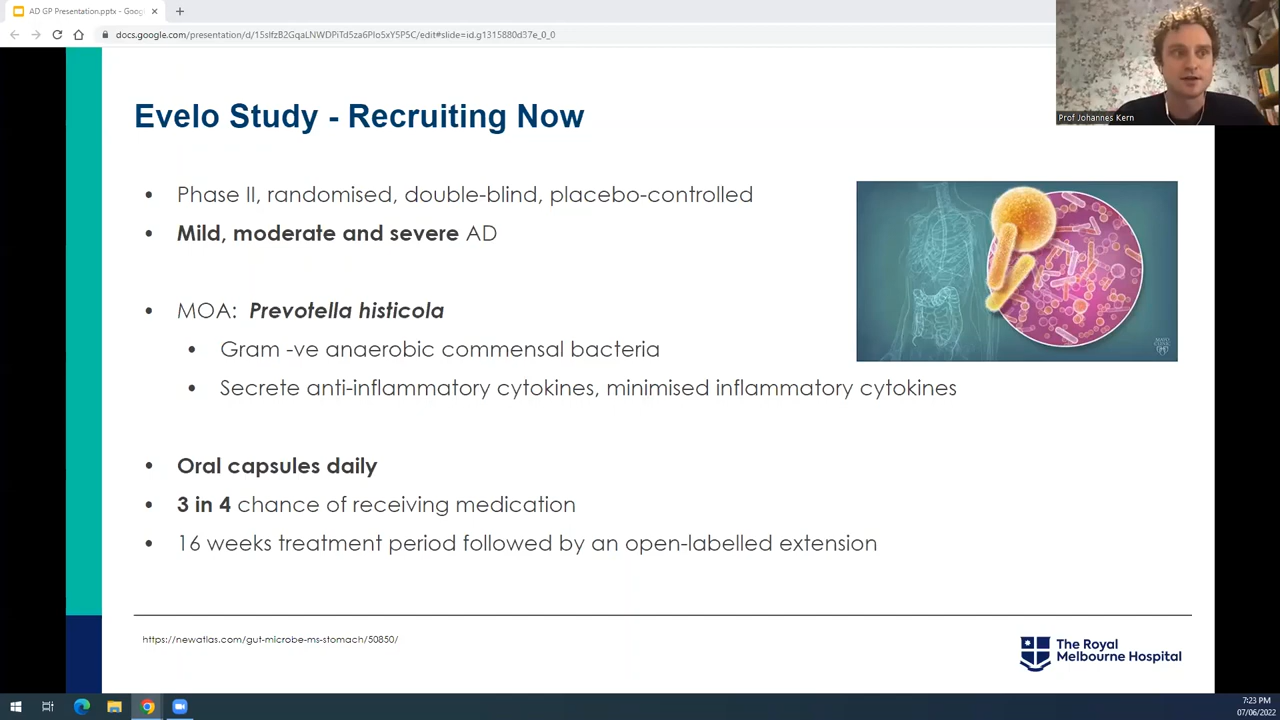 AD GP Presentation.pptx - Goog
docs.google.com/presentation/d/15sIfzB2GqaLNWDPiTd5za6PIo5xY5P5C/edit#slide=id.g1315880d37e_0_0
Prof Johannes Kern
Evelo Study - Recruiting Now
• Phase II, randomised, double-blind, placebo-controlled
• Mild, moderate and severe AD
• MOA: Prevotella histicola
• Gram -ve anaerobic commensal bacteria
• Secrete anti-inflammatory cytokines, minimised inflammatory cytokines
• Oral capsules daily
• 3 in 4 chance of receiving medication
• 16 weeks treatment period followed by an open-labelled extension
MAYO
CLINIC
https://newatlas.com/gut-microbe-ms-stomach/50850/
The Royal
Melbourne Hospital
7:23 PM
07/06/2022